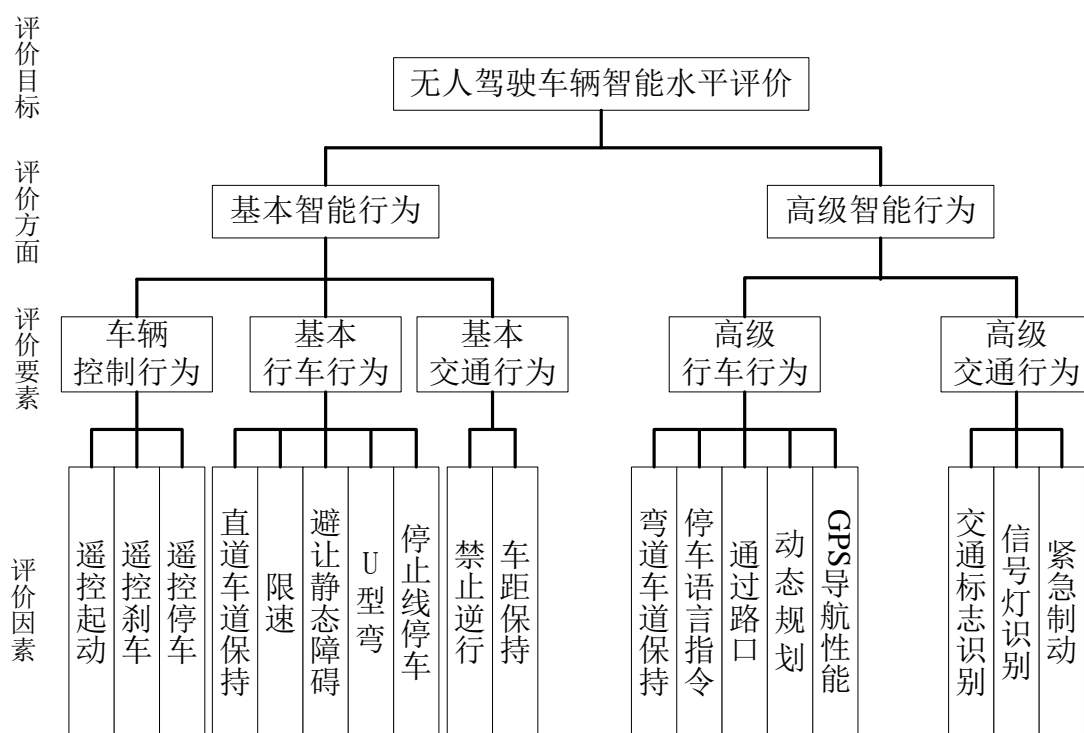 评价目标
无人驾驶车辆智能水平评价
评价方面
基本智能行为
高级智能行为
评价要素
车辆
控制行为
基本
行车行为
基本
交通行为
高级
行车行为
高级
交通行为
评价因素
遥控起动
遥控刹车
遥控停车
直道车道保持
限速
避让静态障碍
U型弯
停止线停车
禁止逆行
车距保持
弯道车道保持
停车语言指令
通过路口
动态规划
GPS导航性能
交通标志识别
信号灯识别
紧急制动